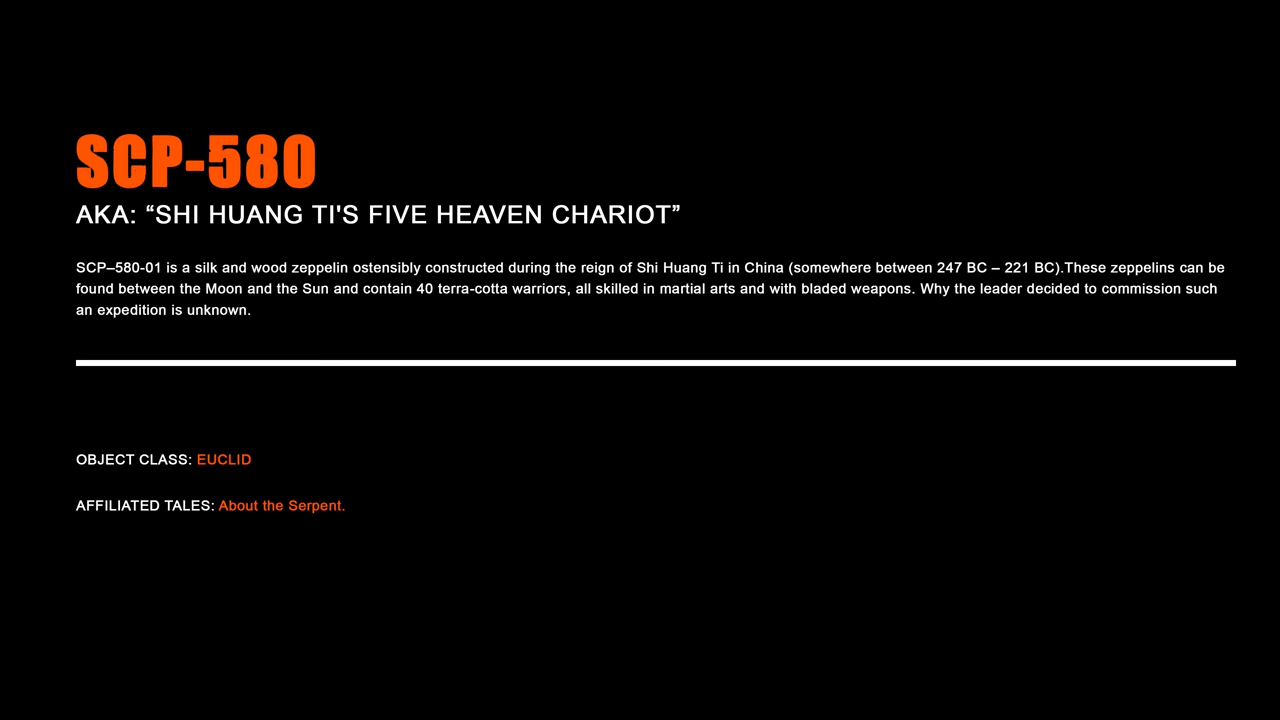 SCP-580
AKA: “SHI HUANG TI'S FIVE HEAVEN CHARIOT”
SCP–580-01 is a silk and wood zeppelin ostensibly constructed during the reign of Shi Huang Ti in China (somewhere between 247 BC – 221 BC).These zeppelins can be
found between the Moon and the Sun and contain 40 terra-cotta warriors, all skilled in martial arts and with bladed weapons. Why the leader decided to commission such
an expedition is unknown.
OBJECT CLASS: EUCLID
AFFILIATED TALES: About the Serpent.